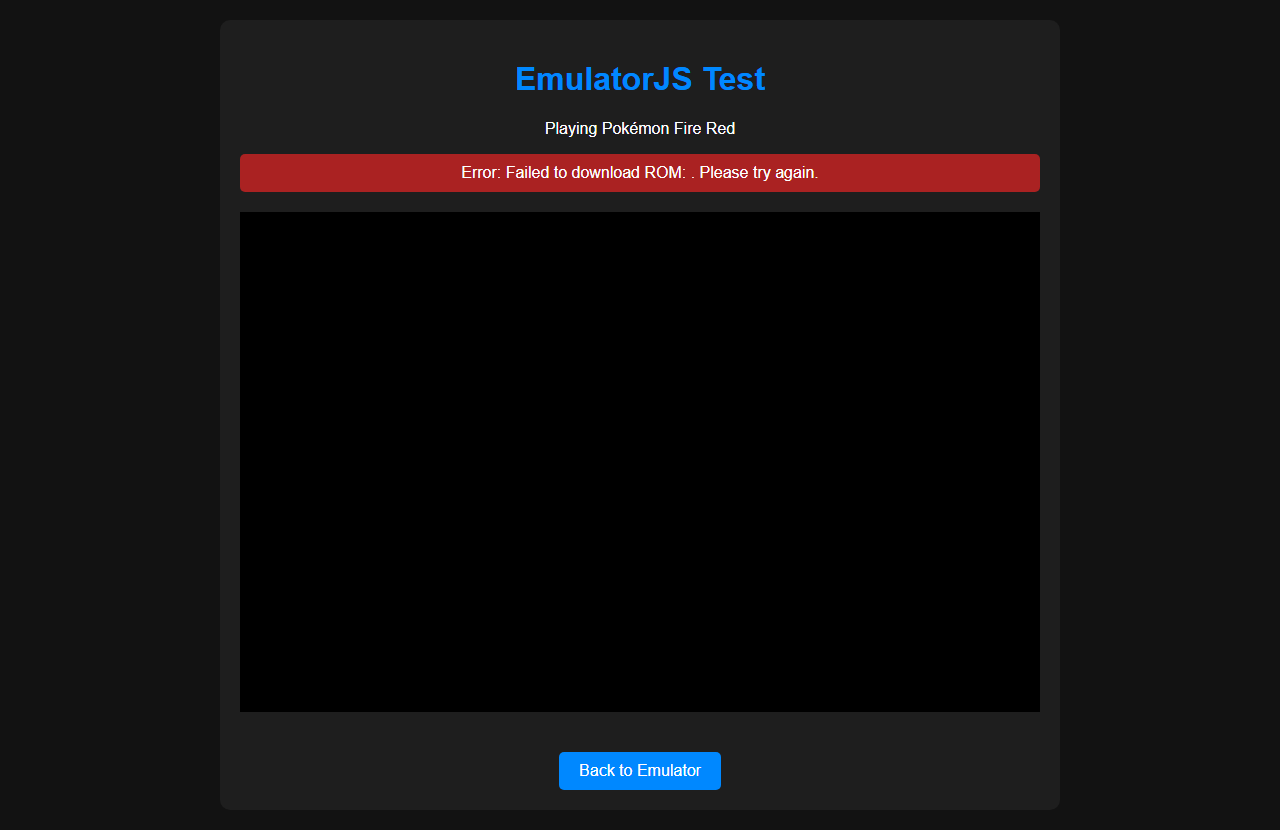 EmulatorJS Test
Playing Pokémon Fire Red
Error: Failed to download ROM: . Please try again.
Back to Emulator